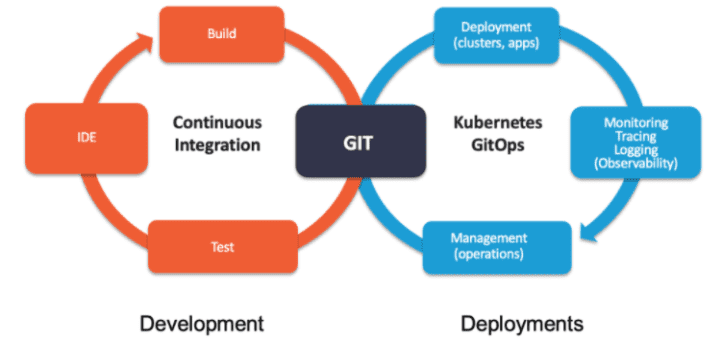 Build
Deployment
(clusters, apps)
IDE
Continuous
Integration
GIT
Kubernetes
GitOps
Monitoring
Tracing
Logging
(Observability)
Test
Management
(operations)
Development
Deployments